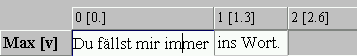 0 [0.] 1 [1.3] 2 [2.6]
Max [v] Du fällst mir immer ins Wort.